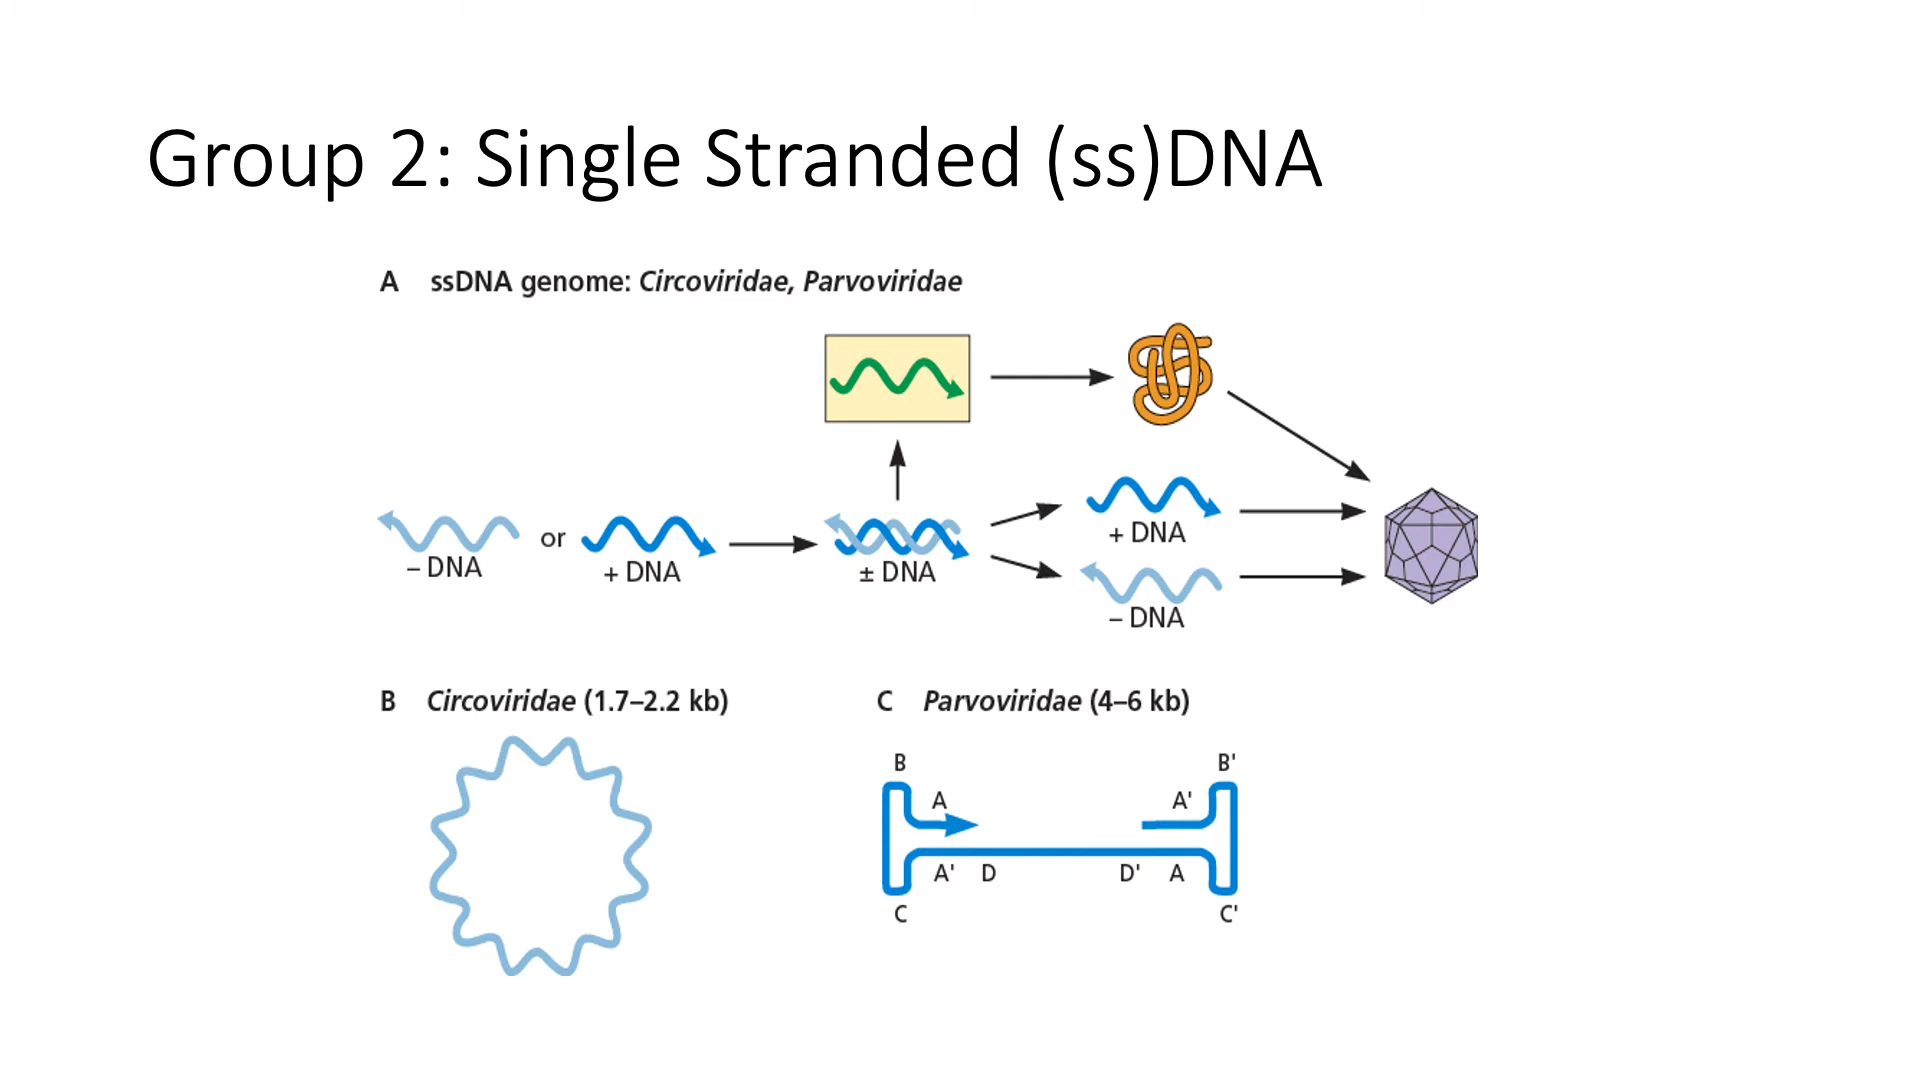 Group 2: Single Stranded (ss)DNA
A ssDNA genome: Circoviridae, Parvoviridae
– DNA
or
+ DNA
± DNA
+ DNA
– DNA
B Circoviridae (1.7–2.2 kb)
C Parvoviridae (4–6 kb)
B
A
A' D
C
B'
A'
D' A
C'